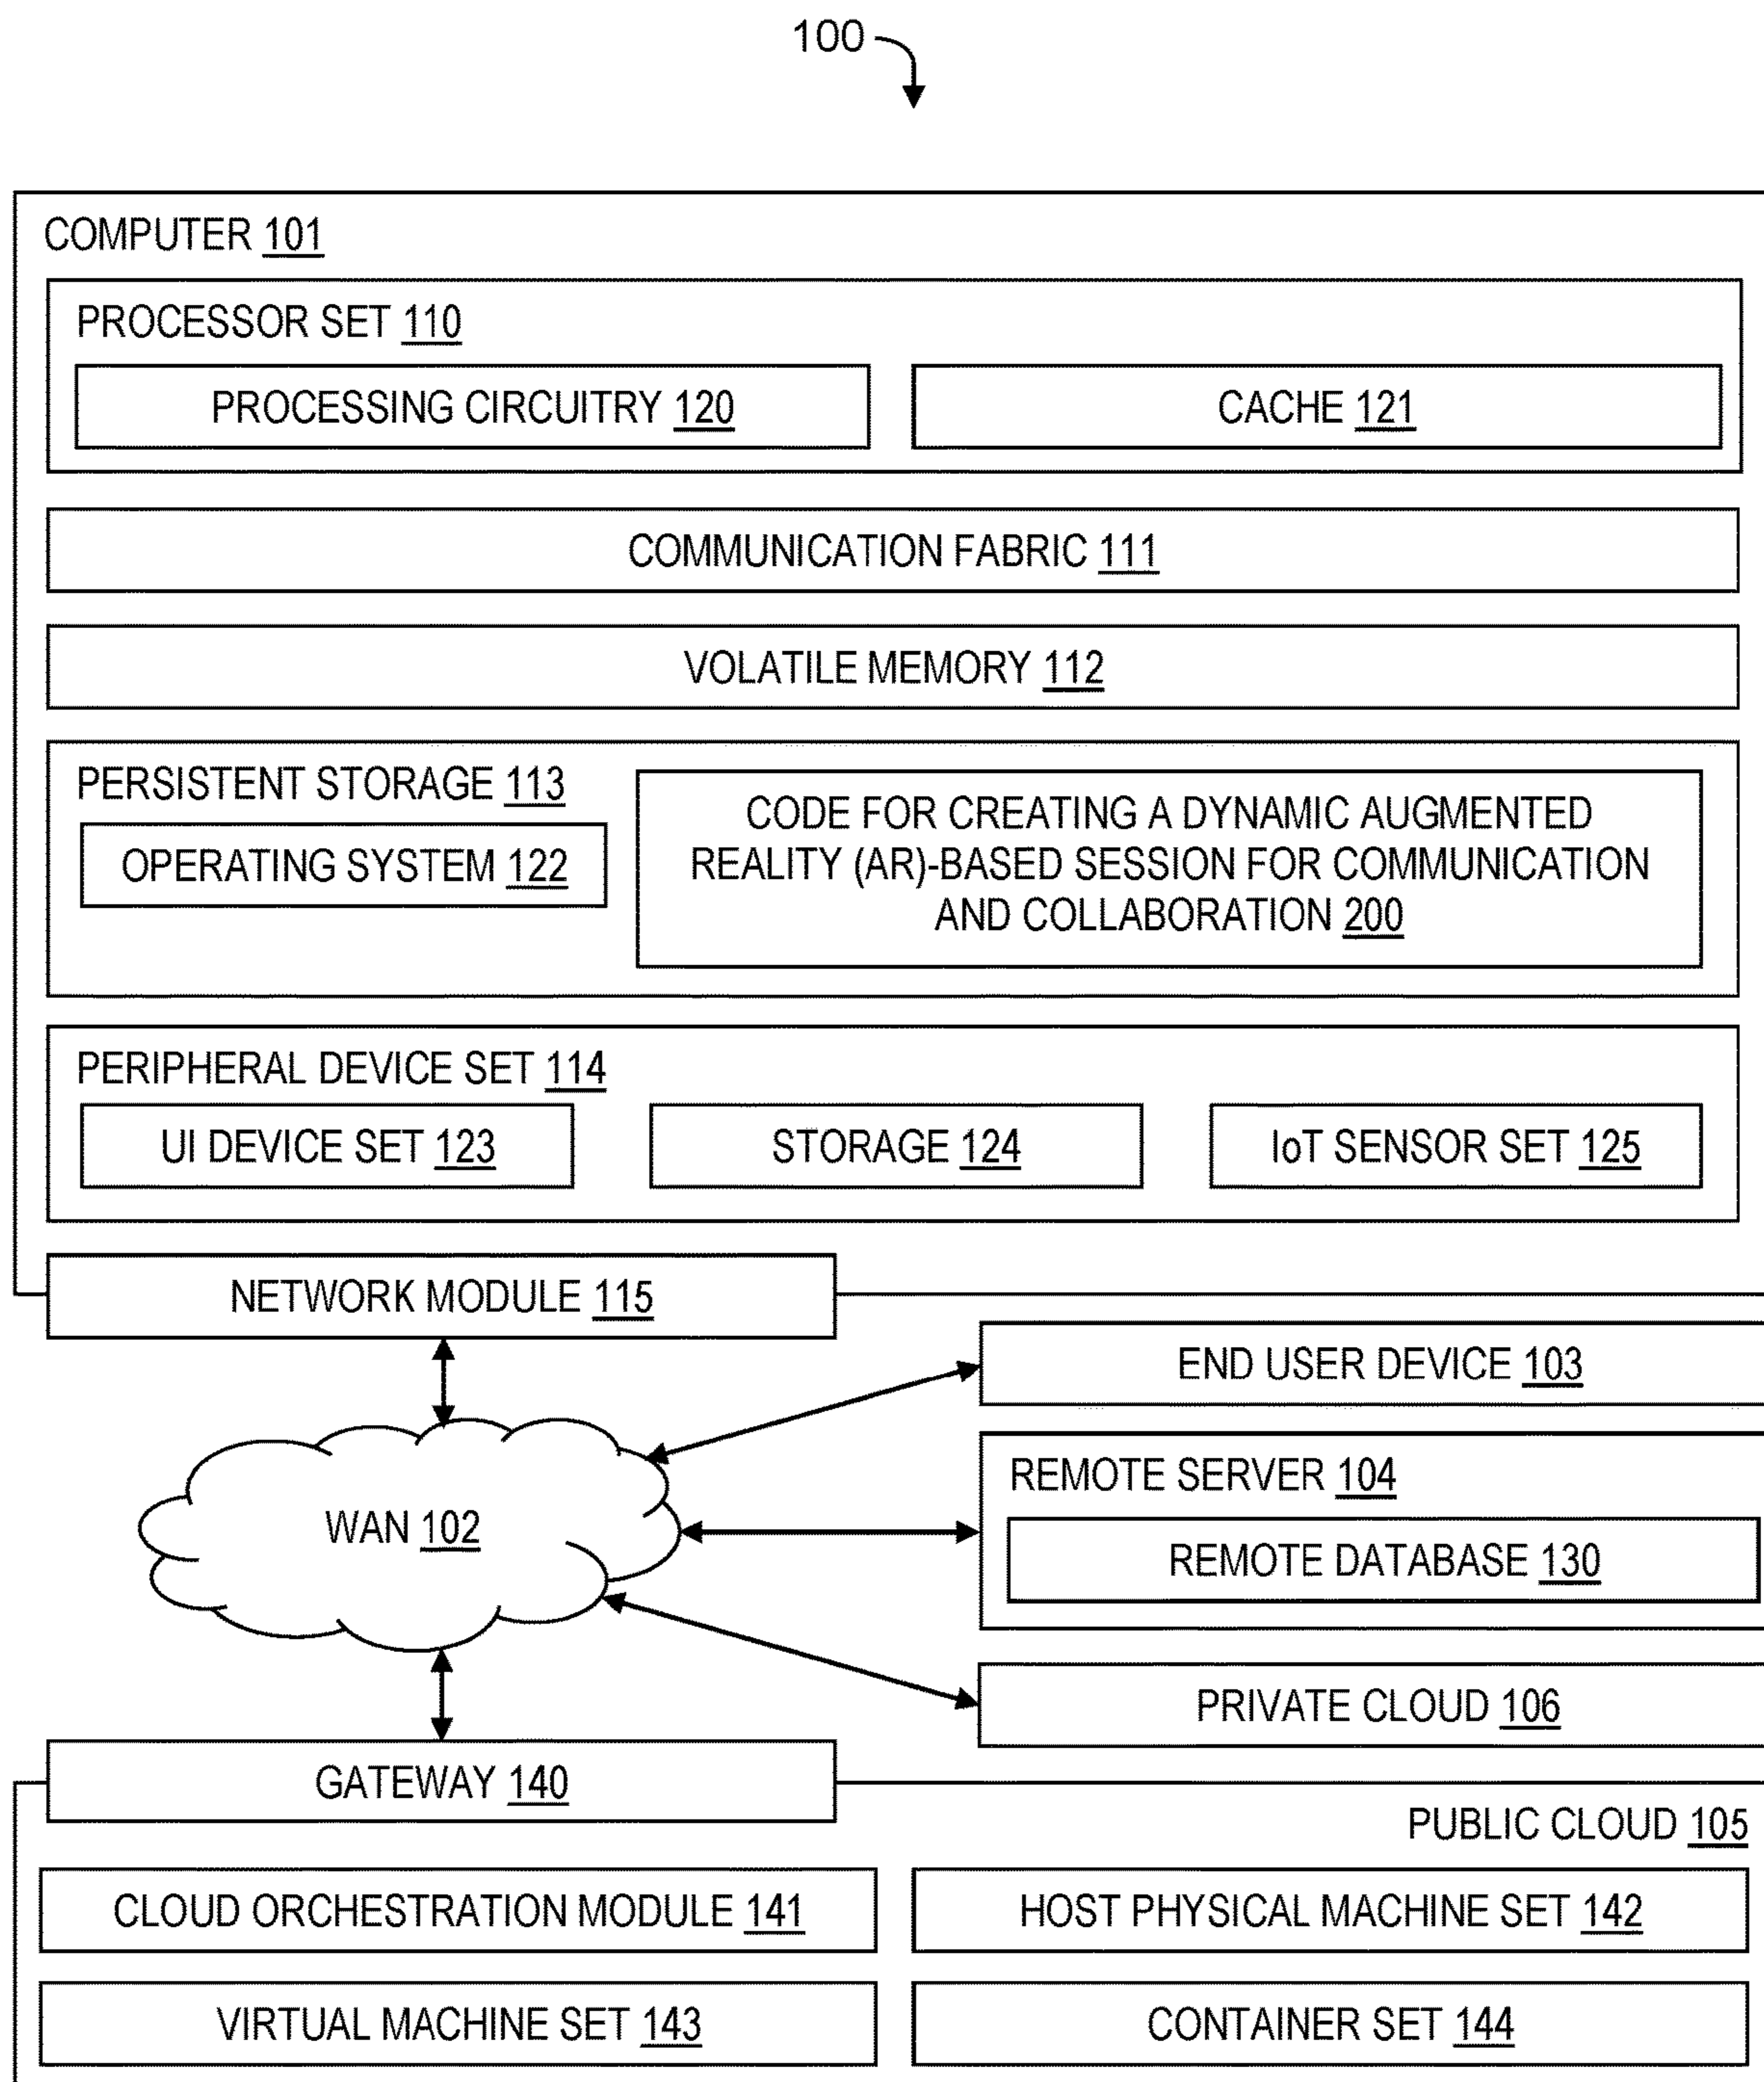 100
COMPUTER 101
PROCESSOR SET 110
PROCESSING CIRCUITRY 120
CACHE 121
COMMUNICATION FABRIC 111
VOLATILE MEMORY 112
PERSISTENT STORAGE 113
OPERATING SYSTEM 122
CODE FOR CREATING A DYNAMIC AUGMENTED
REALITY (AR)-BASED SESSION FOR COMMUNICATION
AND COLLABORATION 200
PERIPHERAL DEVICE SET 114
UI DEVICE SET 123
STORAGE 124
IoT SENSOR SET 125
NETWORK MODULE 115
END USER DEVICE 103
REMOTE SERVER 104
WAN 102
REMOTE DATABASE 130
PRIVATE CLOUD 106
GATEWAY 140
PUBLIC CLOUD 105
CLOUD ORCHESTRATION MODULE 141
HOST PHYSICAL MACHINE SET 142
VIRTUAL MACHINE SET 143
CONTAINER SET 144